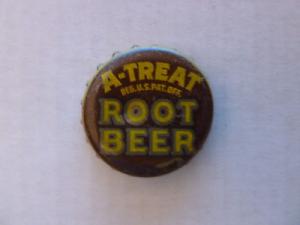 A-TREAT
REG. U.S. PAT. OFF.
ROOT
BEER